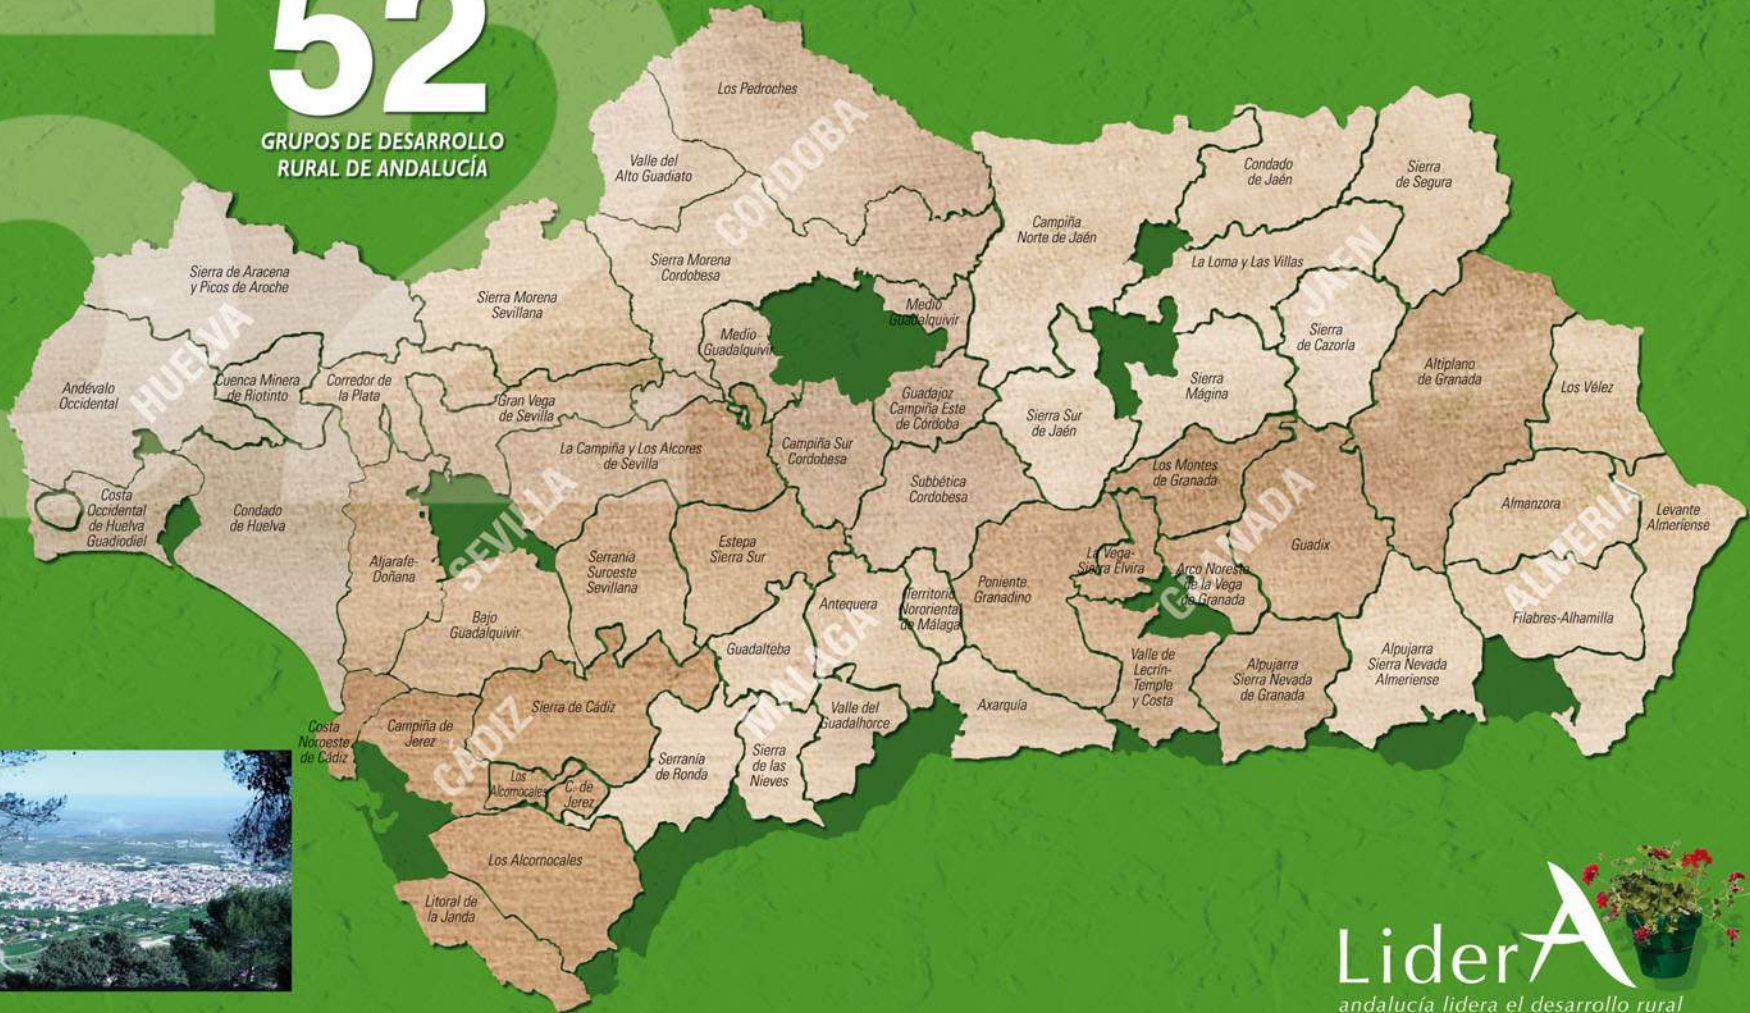 52
GRUPOS DE DESARROLLO
RURAL DE ANDALUCÍA
Los Pedroches
Valle del
Alto Guadiato
CORDOBA
Sierra Morena
Cordobesa
Medio
Guadalquivir
Medio
Guadalquivir
Guadajoz
Campiña Este
de Córdoba
Campiña Sur
Cordobesa
Subbética
Cordobesa
Condado
de Jaén
Sierra
de Segura
Campiña
Norte de Jaén
La Loma y Las Villas
JAEN
Sierra
de Cazorla
Sierra
Mágina
Sierra Sur
de Jaén
Sierra de Aracena
y Picos de Aroche
HUELVA
Andévalo
Occidental
Cuenca Minera
de Riotinto
Costa
Occidental
de Huelva
Guadiodiel
Condado
de Huelva
Sierra Morena
Sevillana
Corredor de
la Plata
Gran Vega
de Sevilla
La Campiña y Los Alcores
de Sevilla
SEVILLA
Aljarafe-
Doñana
Serranía
Suroeste
Sevillana
Estepa
Sierra Sur
Bajo
Guadalquivir
Altiplano
de Granada
Los Montes
de Granada
GRANADA
Guadix
La Vega-
Sierra Elvira
Arco Noreste
de la Vega
de Granada
Poniente
Granadino
Valle de
Lecrín-
Temple
y Costa
Alpujarra
Sierra Nevada
de Granada
Los Vélez
Almanzora
Levante
Almeriense
ALMERIA
Filabres-Alhamilla
Alpujarra
Sierra Nevada
Almeriense
Antequera
Territorio
Nororiental
de Málaga
Guadalteba
MALAGA
Axarquía
Valle del
Guadalhorce
Sierra
de las
Nieves
Serranía
de Ronda
Costa
Noroeste
de Cádiz
Campiña de
Jerez
Sierra de Cádiz
CÁDIZ
Los
Alcornocales
C. de
Jerez
Los Alcornocales
Litoral de
la Janda
LiderA
andalucía lidera el desarrollo rural